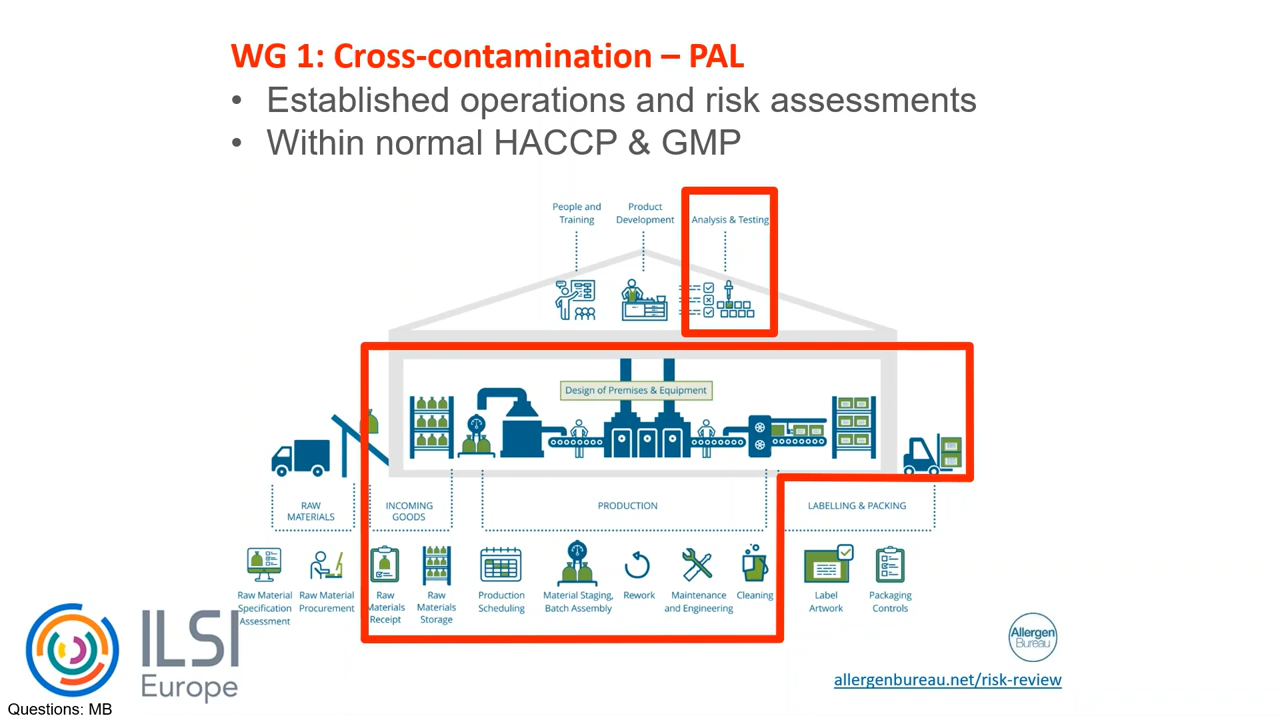 WG 1: Cross-contamination – PAL
• Established operations and risk assessments
• Within normal HACCP & GMP
People and
Training
Product
Development
Analysis & Testing
Design of Premises & Equipment
RAW
MATERIALS
INCOMING
GOODS
PRODUCTION
LABELLING & PACKING
Raw Material
Specification
Assessment
Raw Material
Procurement
Raw
Materials
Receipt
Raw
Materials
Storage
Production
Scheduling
Material Staging,
Batch Assembly
Rework
Maintenance
and Engineering
Cleaning
Label
Artwork
Packaging
Controls
ILSI
Europe
Allergen
Bureau
allergenbureau.net/risk-review
Questions: MB